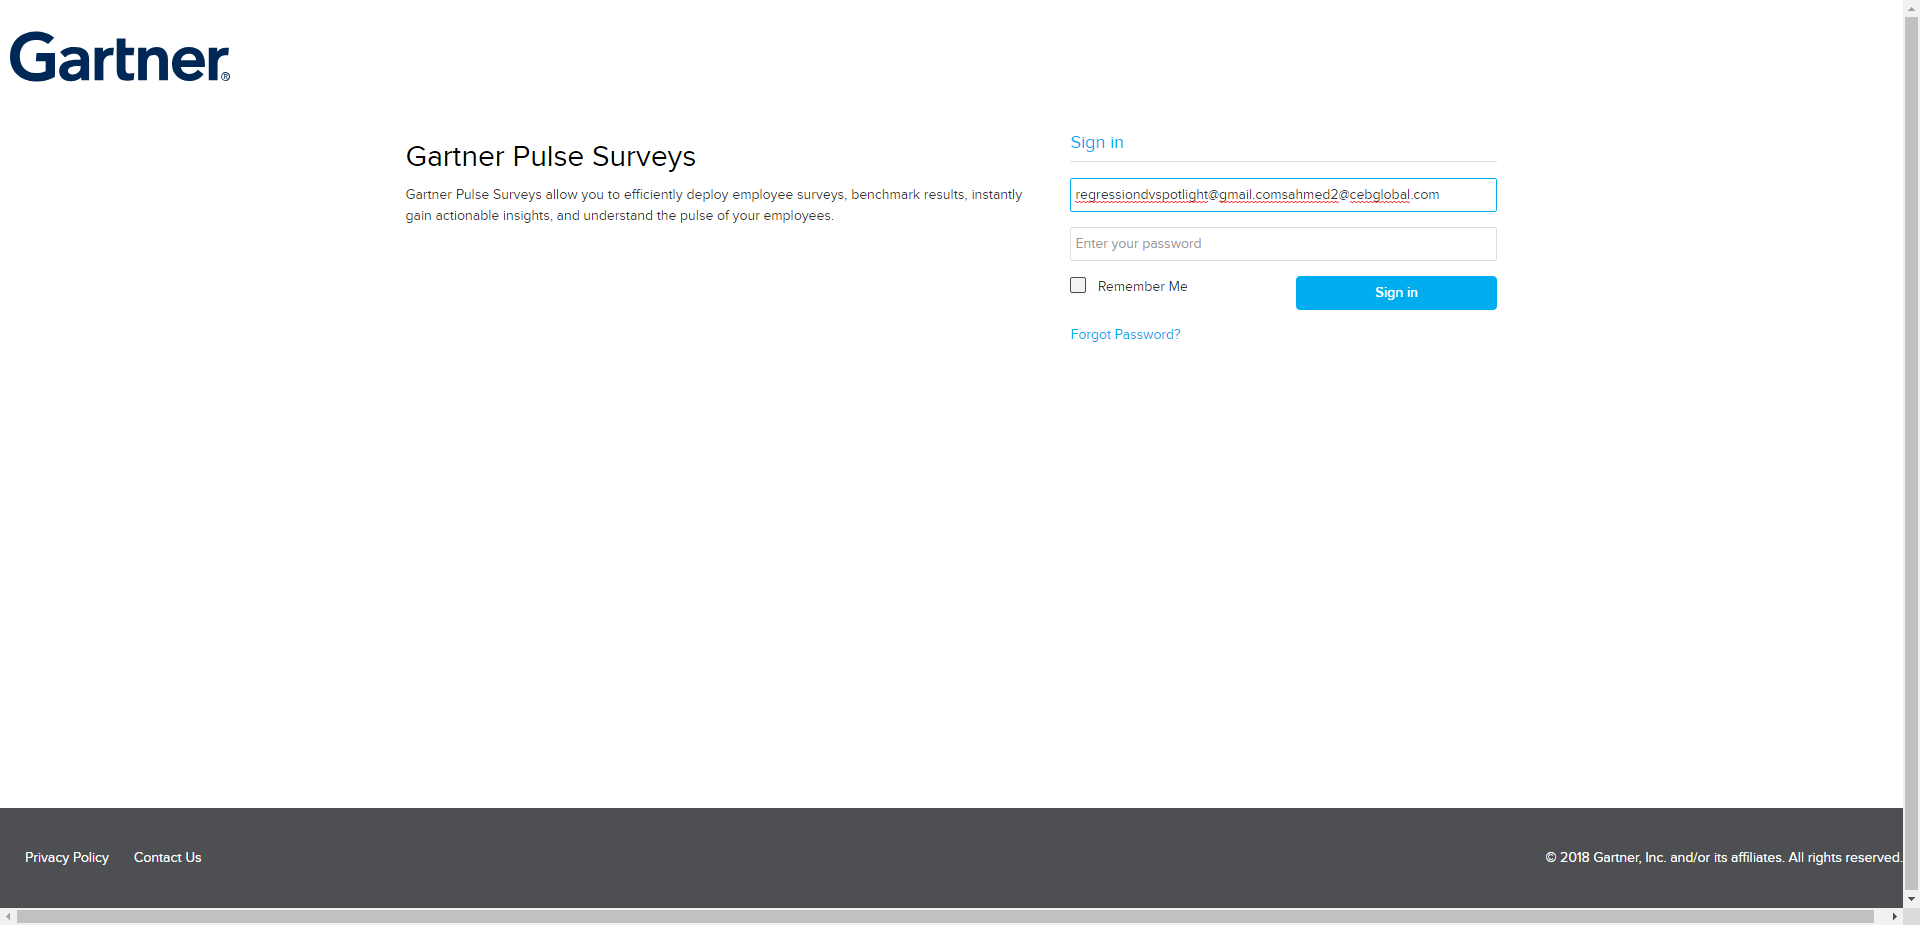 Gartner®
Gartner Pulse Surveys
Gartner Pulse Surveys allow you to efficiently deploy employee surveys, benchmark results, instantly
gain actionable insights, and understand the pulse of your employees.
Sign in
regressiondvspotlight@gmail.comsahmed2@cebglobal.com
Enter your password
Remember Me
Sign in
Forgot Password?
Privacy Policy
Contact Us
© 2018 Gartner, Inc. and/or its affiliates. All rights reserved.